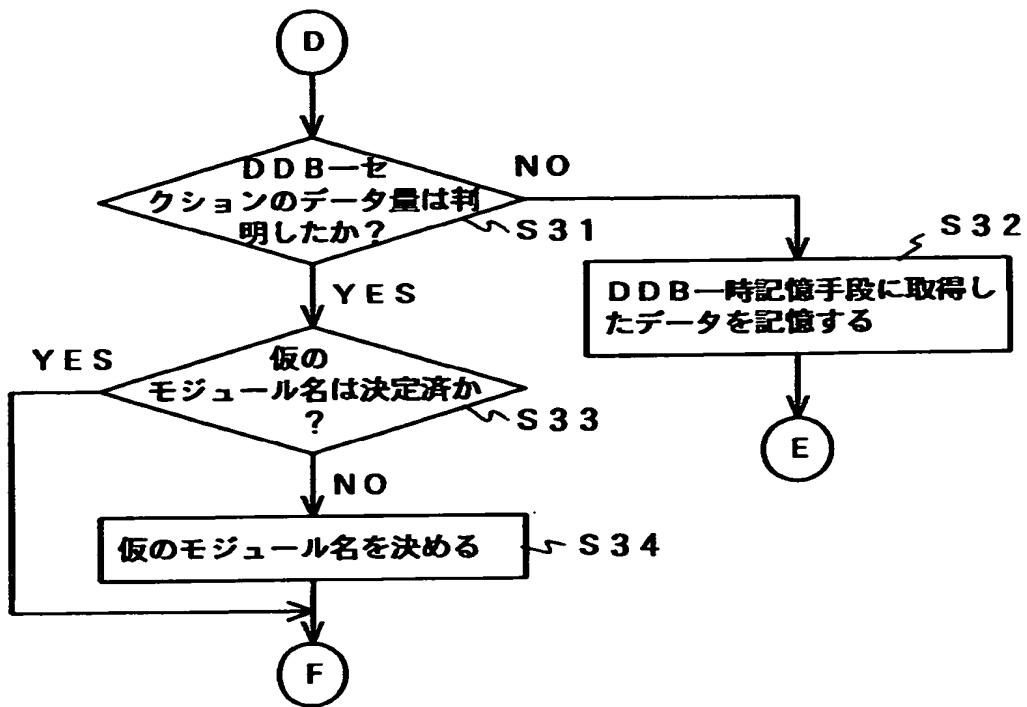 D
DDBーセ
クションのデータ量は判
明したか?
NO
S31
S32
DDB一時記憶手段に取得し
たデータを記憶する
E
YES
仮の
モジュール名は決定済か
?
YES
S33
NO
仮のモジュール名を決める
S34
F